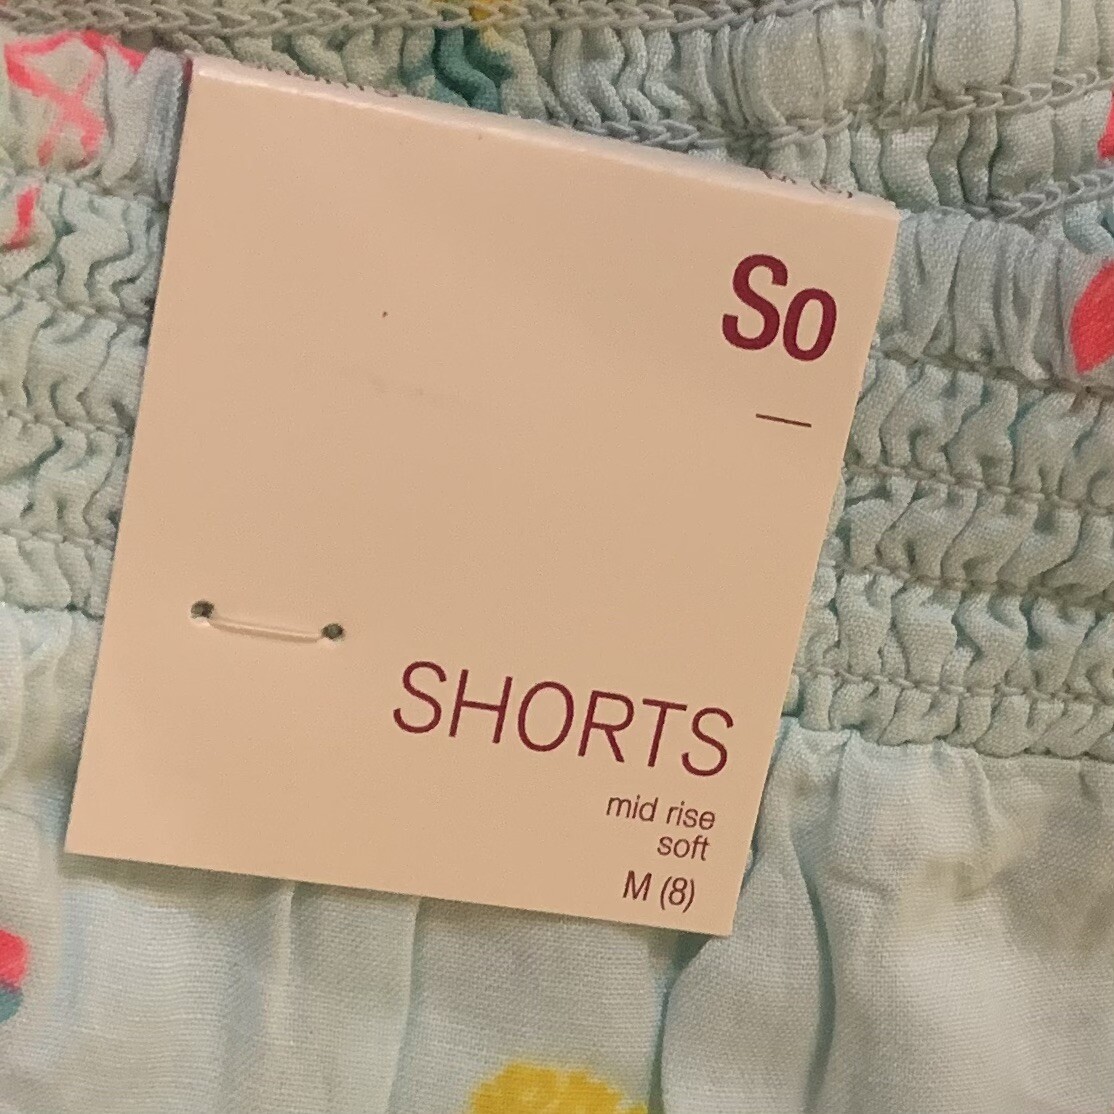 So
SHORTS
mid rise
soft
M (8)